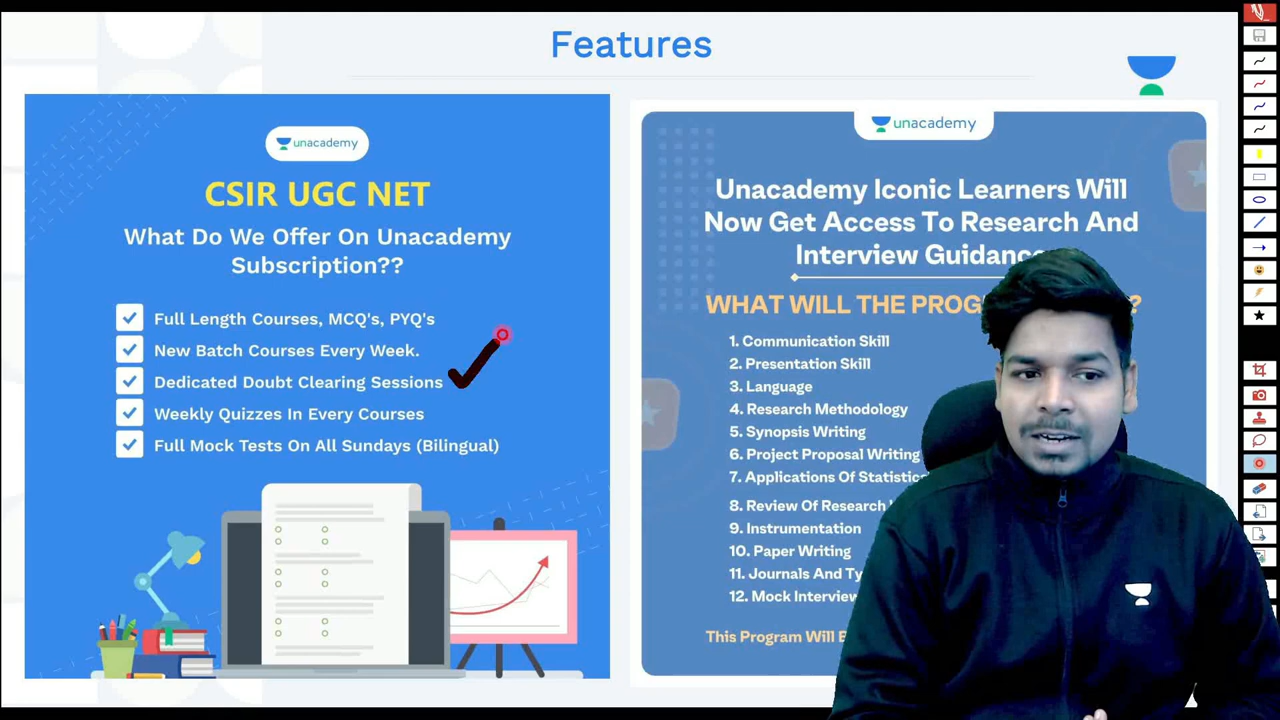 Features
unacademy
CSIR UGC NET
What Do We Offer On Unacademy
Subscription??
Full Length Courses, MCQ's, PYQ's
New Batch Courses Every Week.
Dedicated Doubt Clearing Sessions
Weekly Quizzes In Every Courses
Full Mock Tests On All Sundays (Bilingual)
unacademy
Unacademy Iconic Learners Will
Now Get Access To Research And
Interview Guidance
WHAT WILL THE ?
1. Communication Skill
2. Presentation Skill
3. Language
4. Research Methodology
5. Synopsis Writing
6. Project Proposal Writing
7. Applications Of Statistics
8. Review Of Research
9. Instrumentation
10. Paper Writing
11. Journals And
12. Mock Interview
This Program Will